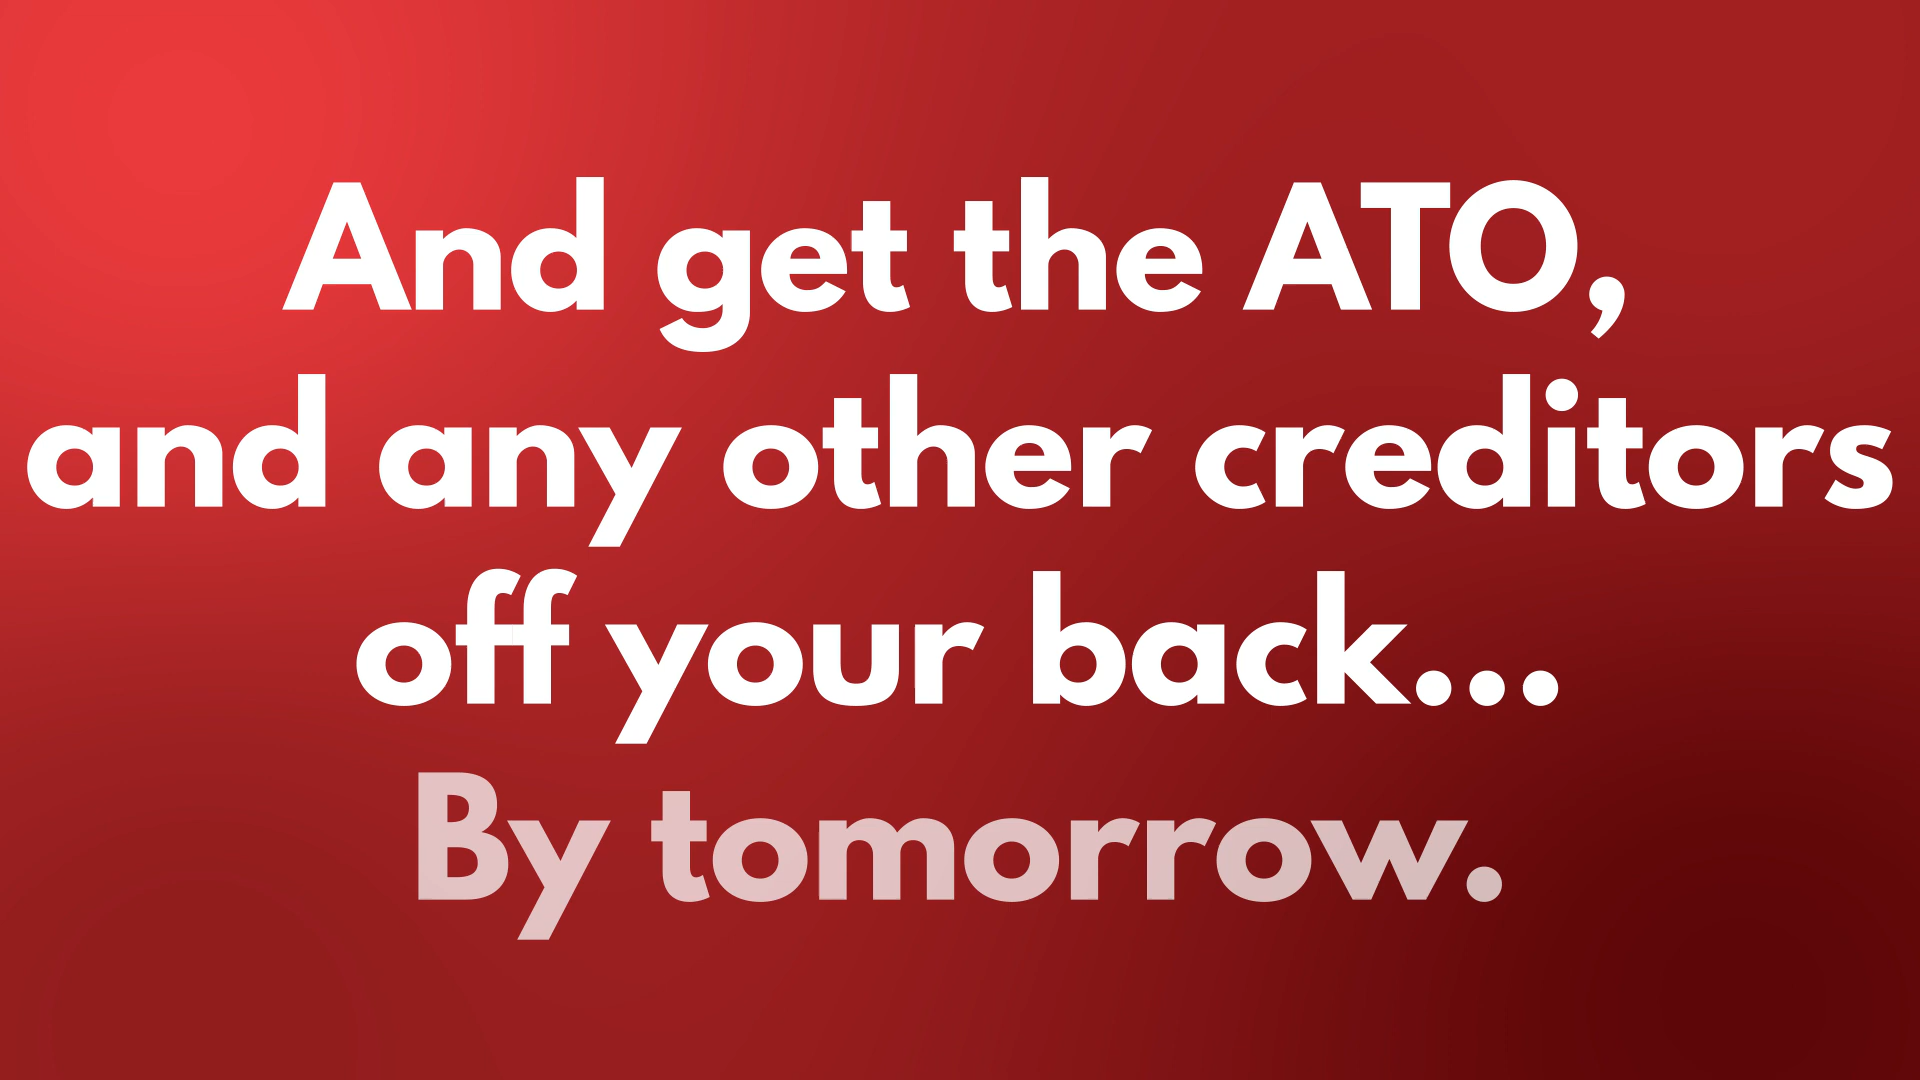 And get the ATO,
and any other creditors
off your back...
By tomorrow.